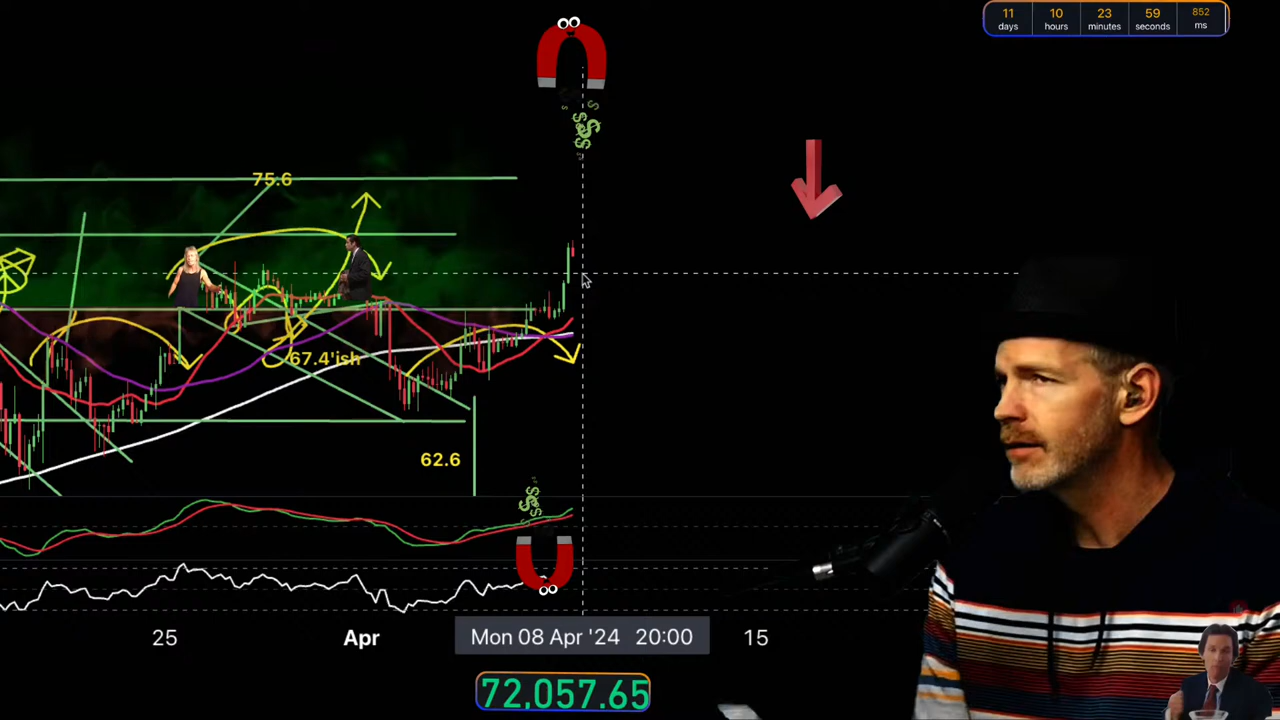 11 10 23 59 852
days hours minutes seconds ms
75.6
67.4'ish
62.6
25 Apr Mon 08 Apr '24 20:00 15
72,057.65